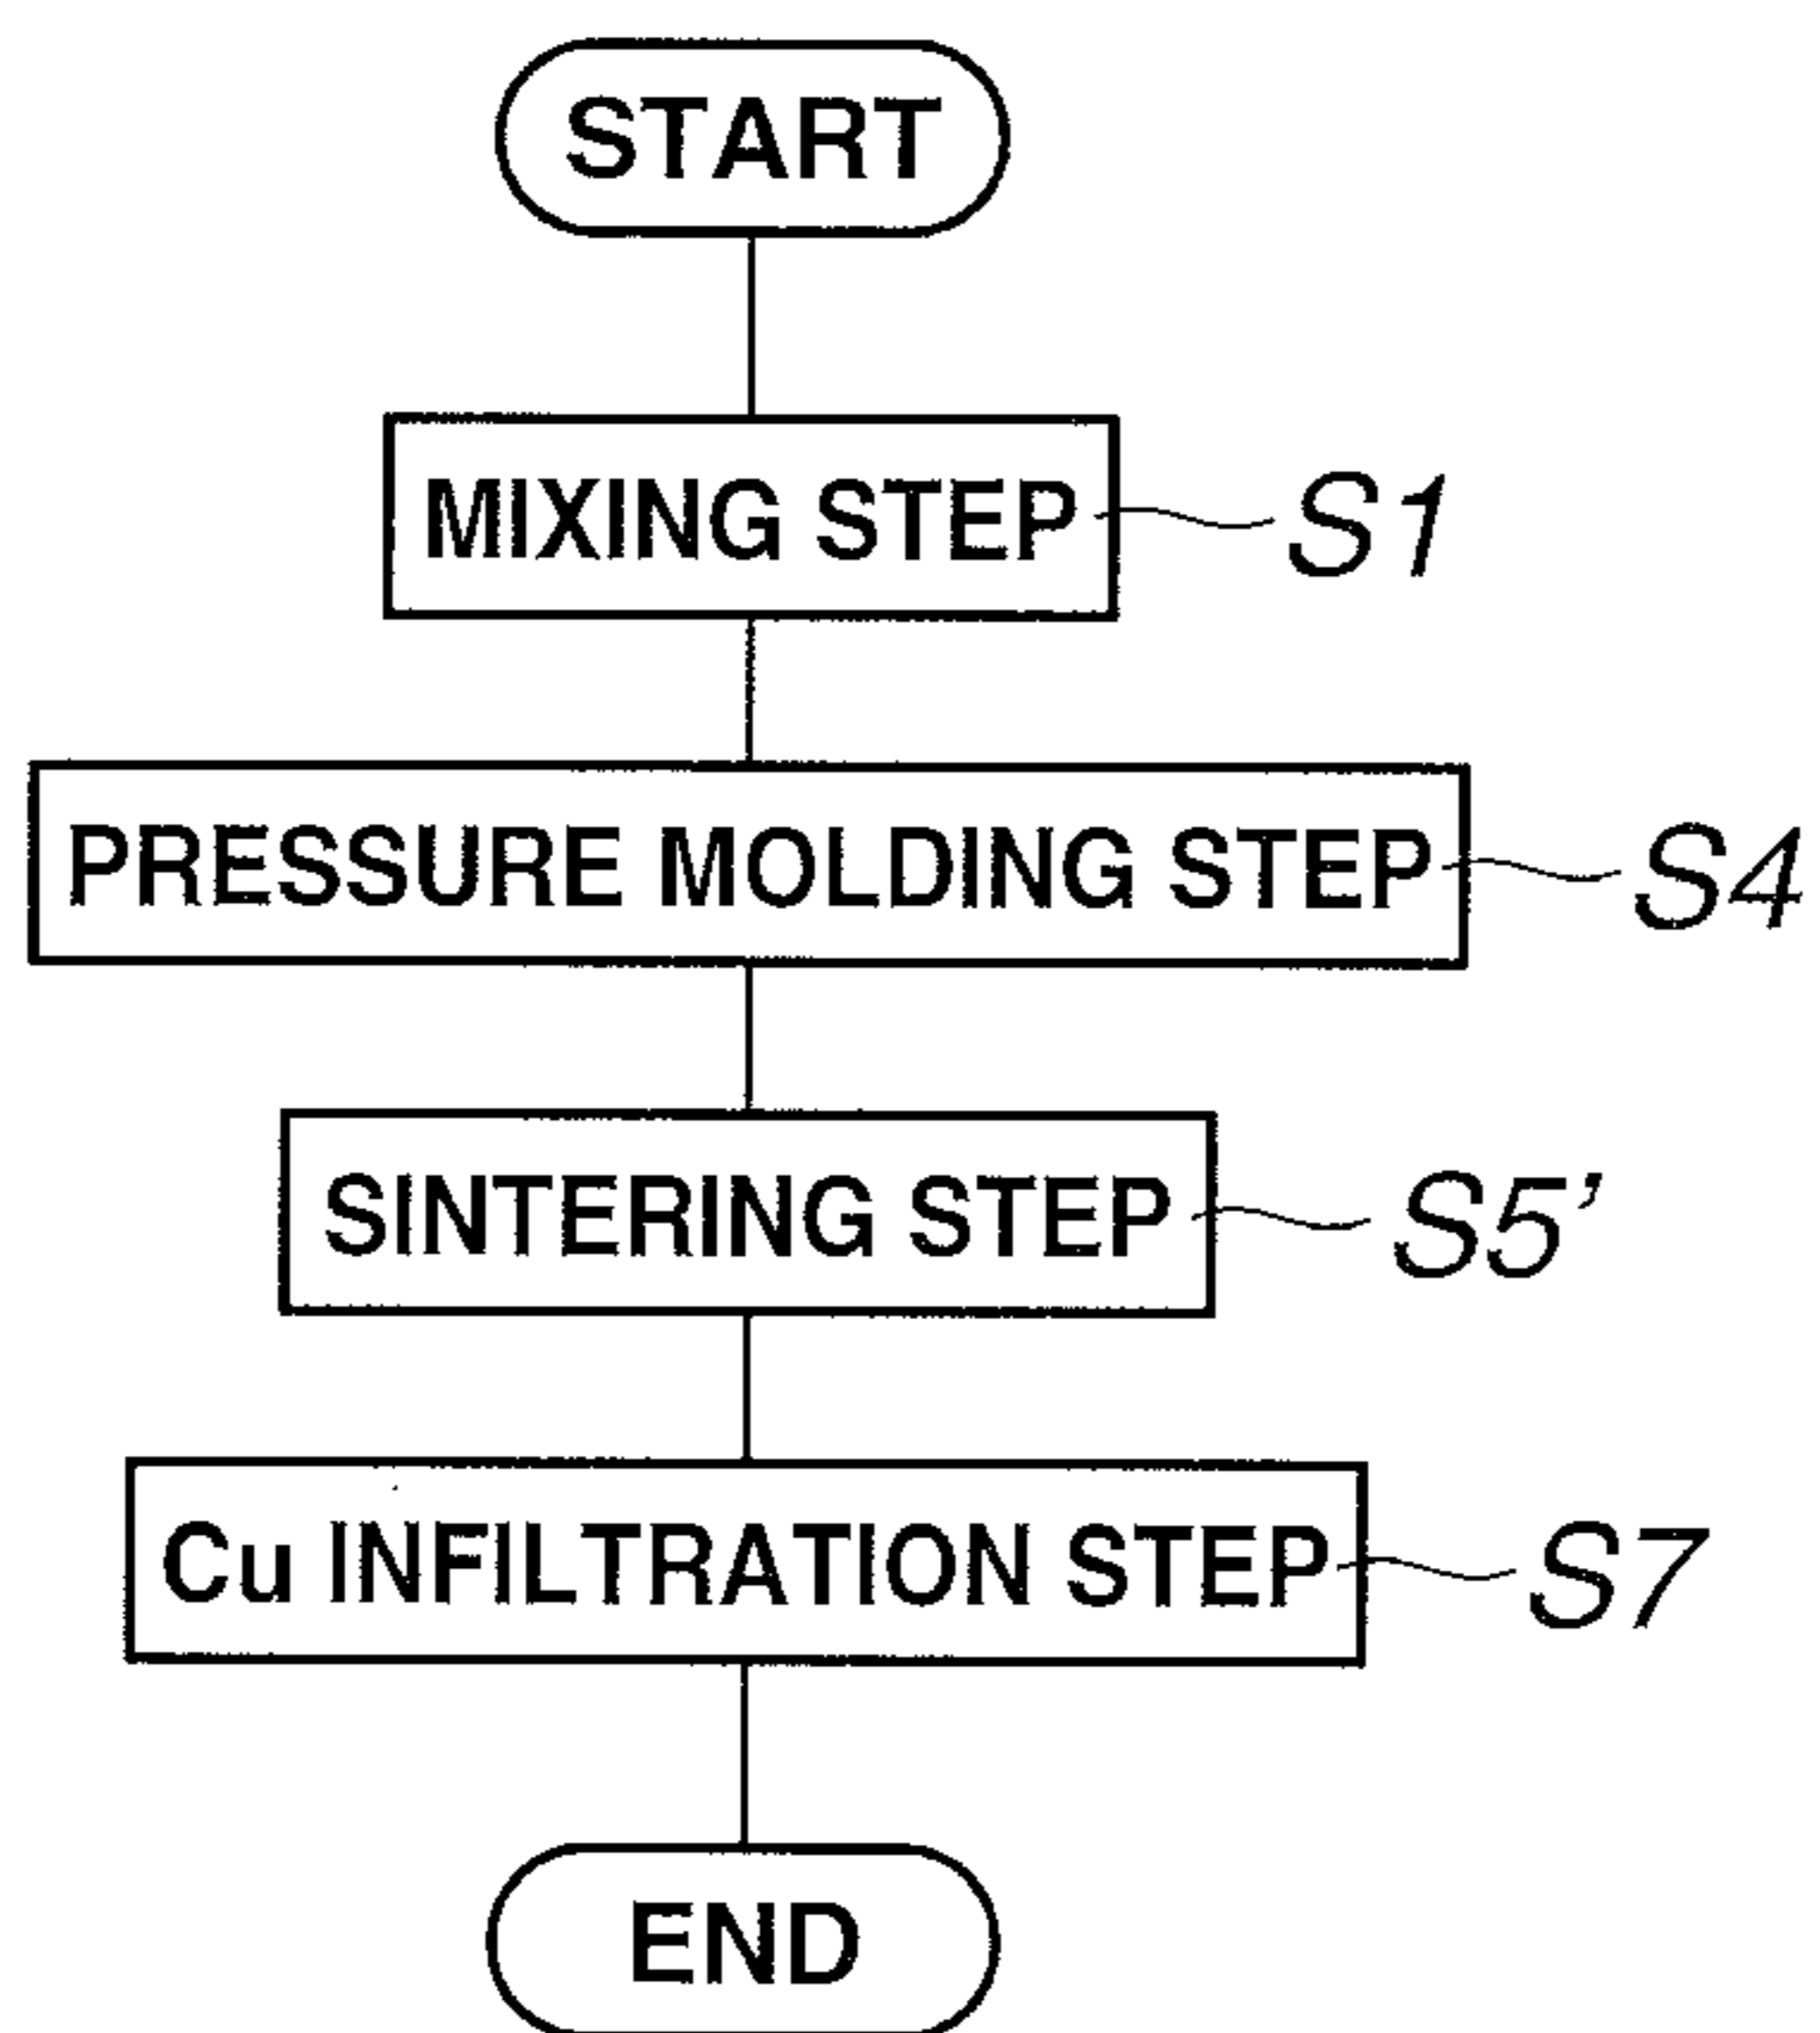 START
MIXING STEP S1
PRESSURE MOLDING STEP S4
SINTERING STEP S5'
Cu INFILTRATION STEP S7
END